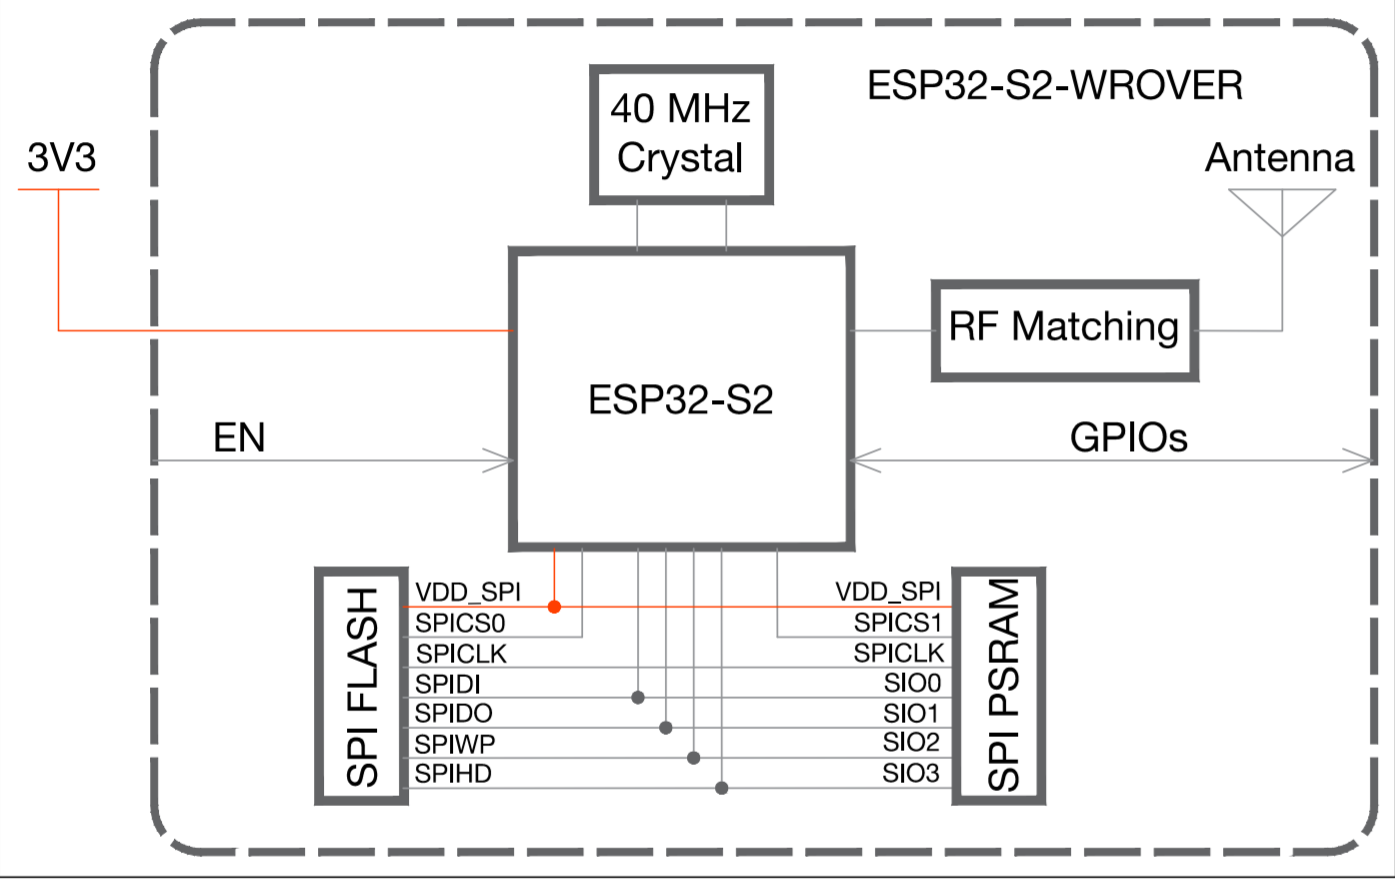 ESP32-S2-WROVER
40 MHz
Crystal
3V3
Antenna
RF Matching
ESP32-S2
EN
GPIOs
SPI FLASH
VDD_SPI
SPICS0
SPICLK
SPIDI
SPIDO
SPIWP
SPIHD
VDD_SPI
SPICS1
SPICLK
SIO0
SIO1
SIO2
SIO3
SPI PSRAM